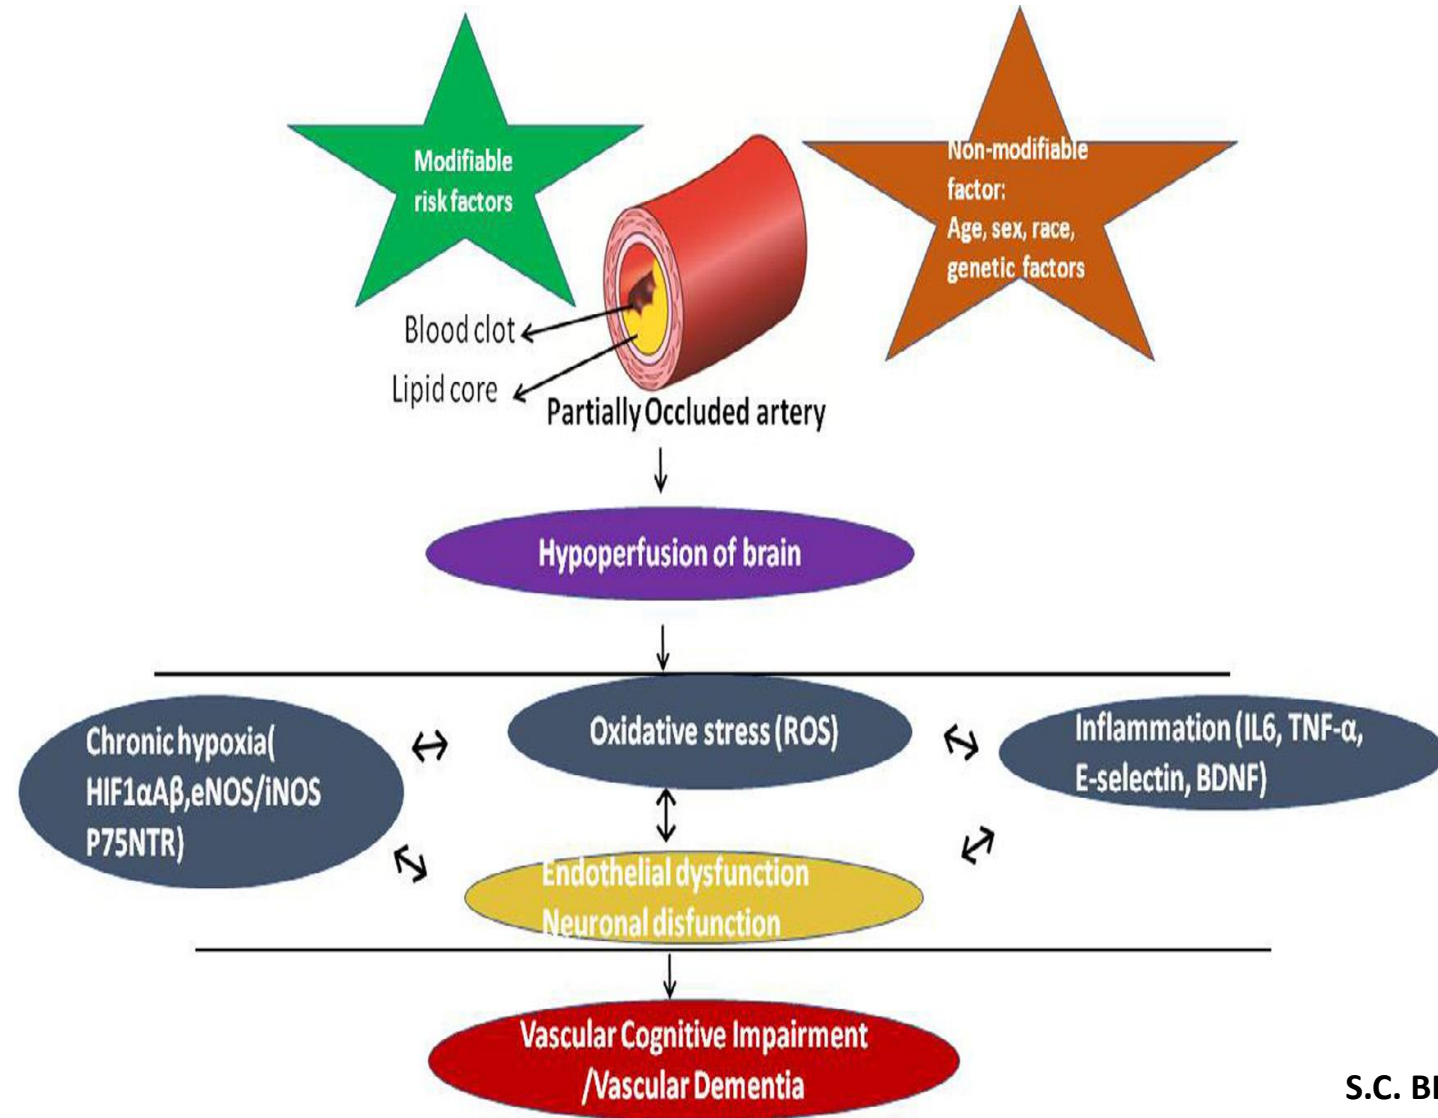 Modifiable
risk factors
Non-modifiable
factor:
Age, sex, race,
genetic factors
Blood clot
Lipid core
Partially Occluded artery
Hypoperfusion of brain
Chronic hypoxia(
HIF1αAβ,eNOS/iNOS
P75NTR)
Oxidative stress (ROS)
Inflammation (IL6, TNF-α,
E-selectin, BDNF)
Endothelial dysfunction
Neuronal disfunction
Vascular Cognitive Impairment
/Vascular Dementia
S.C.